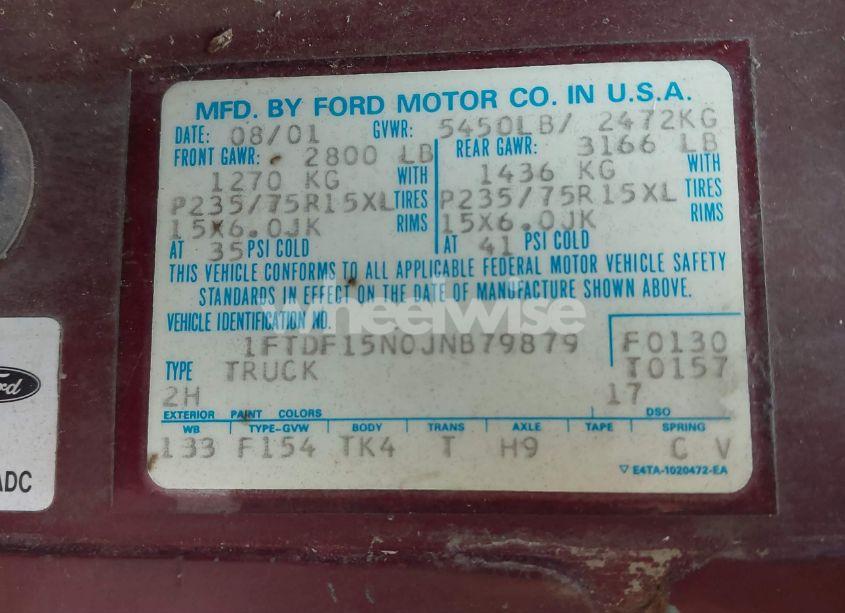 MFD. BY FORD MOTOR CO. IN U.S.A.
DATE: 08/01 GVWR: 5450LB/ 2472KG
FRONT GAWR: 2800 LB REAR GAWR: 3166 LB
1270 KG WITH 1436 KG WITH
P235/75R15XL TIRES P235/75R15XL TIRES
15X6.0JK RIMS 15X6.0JK RIMS
AT 35 PSI COLD AT 41 PSI COLD
THIS VEHICLE CONFORMS TO ALL APPLICABLE FEDERAL MOTOR VEHICLE SAFETY
STANDARDS IN EFFECT ON THE DATE OF MANUFACTURE SHOWN ABOVE.
wheelwise
VEHICLE IDENTIFICATION NO.
1FTDF15N0JNB79879 F0130
TYPE TRUCK T0157
2H 17
EXTERIOR PAINT COLORS DSO
WB TYPE-GVW BODY TRANS AXLE TAPE SPRING
133 F154 TK4 T H9 C V
▽ E4TA-1020472-EA
ADC